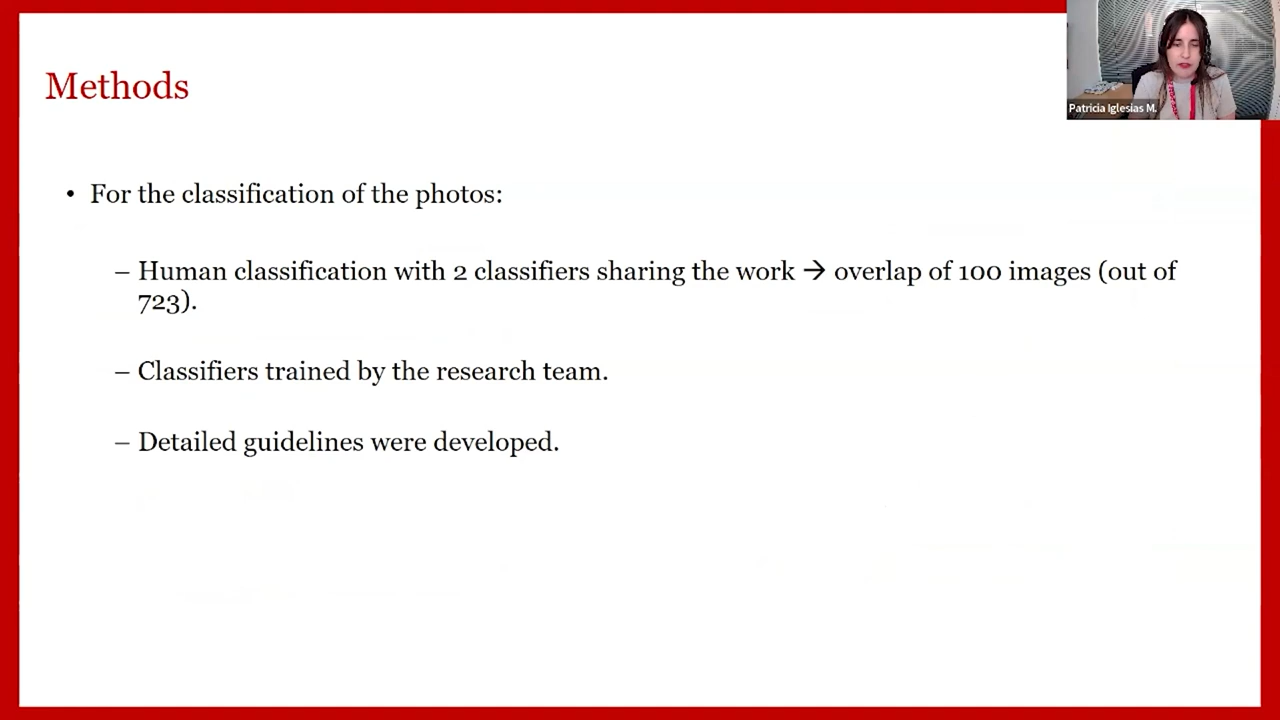 Methods
Patricia Iglesias M.
• For the classification of the photos:
– Human classification with 2 classifiers sharing the work → overlap of 100 images (out of
723).
– Classifiers trained by the research team.
– Detailed guidelines were developed.